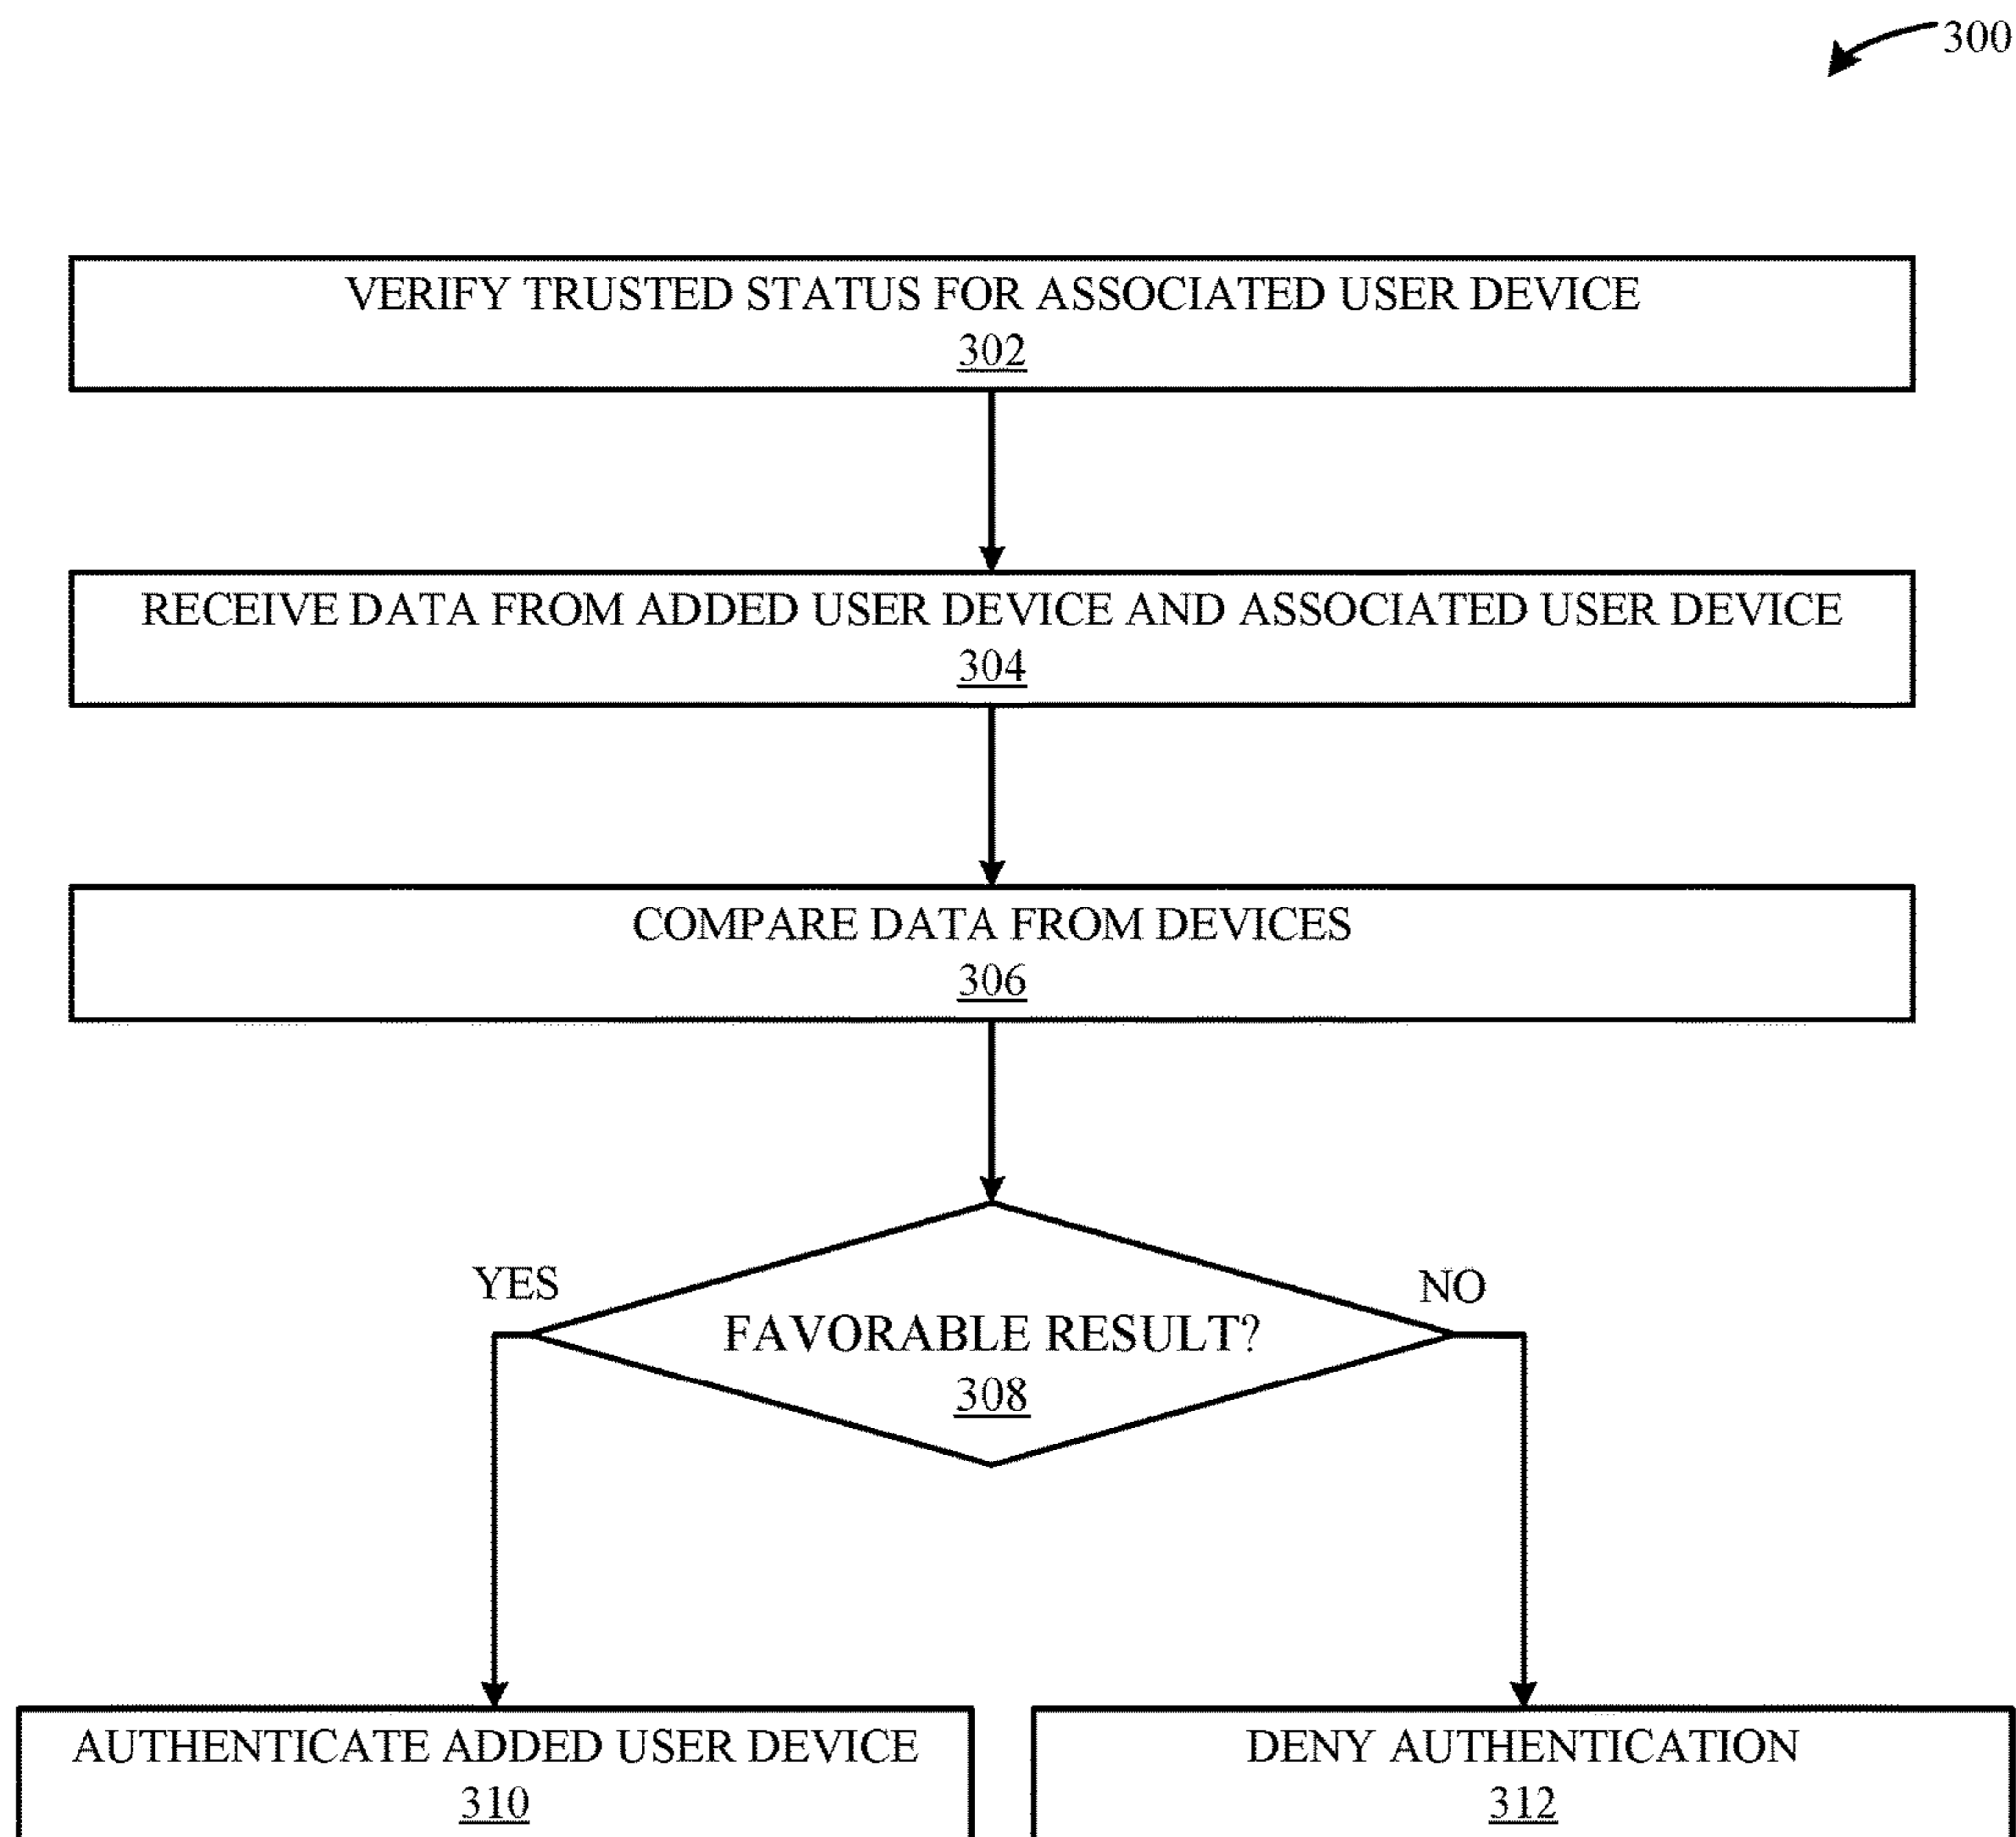 300
VERIFY TRUSTED STATUS FOR ASSOCIATED USER DEVICE
302
RECEIVE DATA FROM ADDED USER DEVICE AND ASSOCIATED USER DEVICE
304
COMPARE DATA FROM DEVICES
306
YES
NO
FAVORABLE RESULT?
308
AUTHENTICATE ADDED USER DEVICE
310
DENY AUTHENTICATION
312